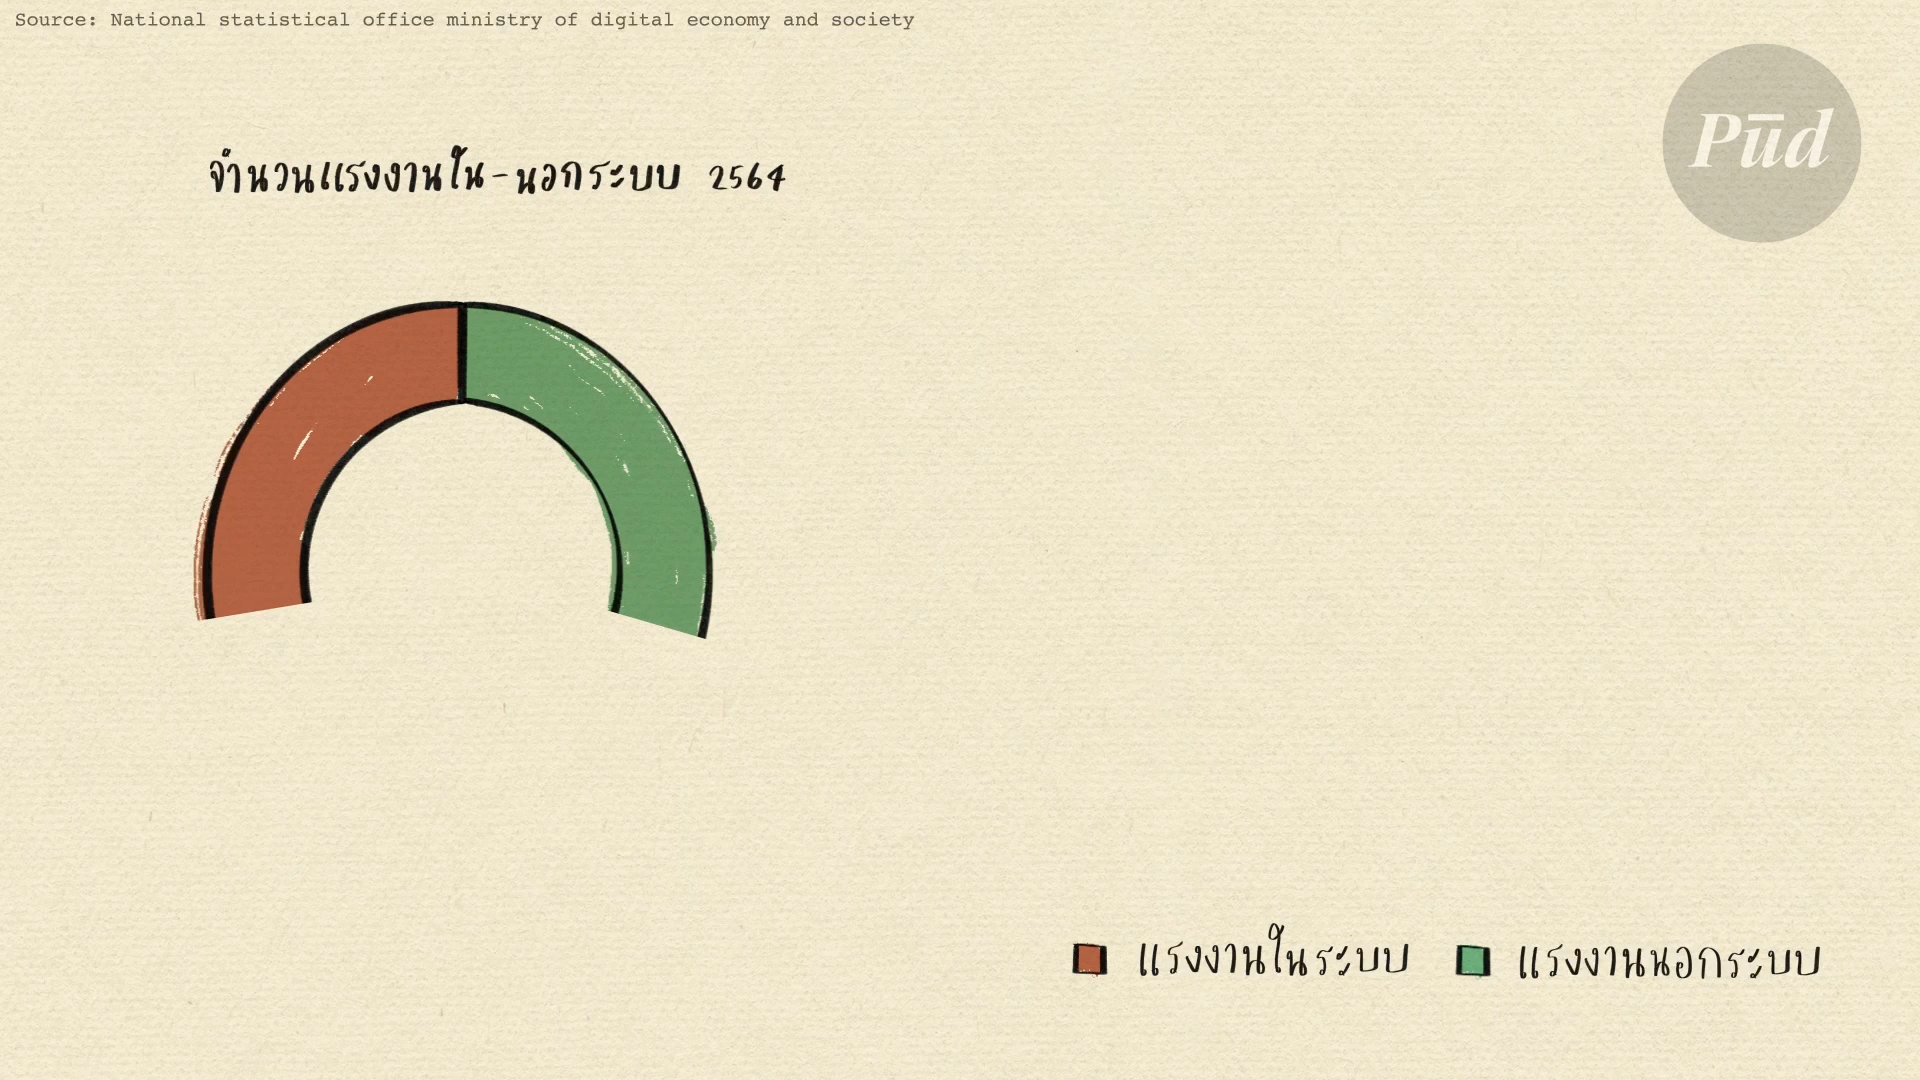 Source: National statistical office ministry of digital economy and society
Pūd
จำนวนแรงงานใน-นอกระบบ 2564
แรงงานในระบบ
แรงงานนอกระบบ